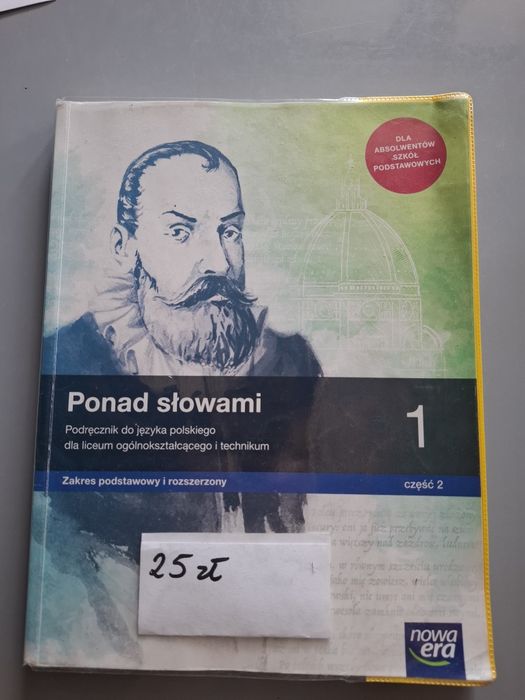 DLA
ABSOLWENTÓW
SZKÓŁ
PODSTAWOWYCH
Ponad słowami
Podręcznik do języka polskiego
dla liceum ogólnokształcącego i technikum
1
Zakres podstawowy i rozszerzony
część 2
25 zł
nowa
era